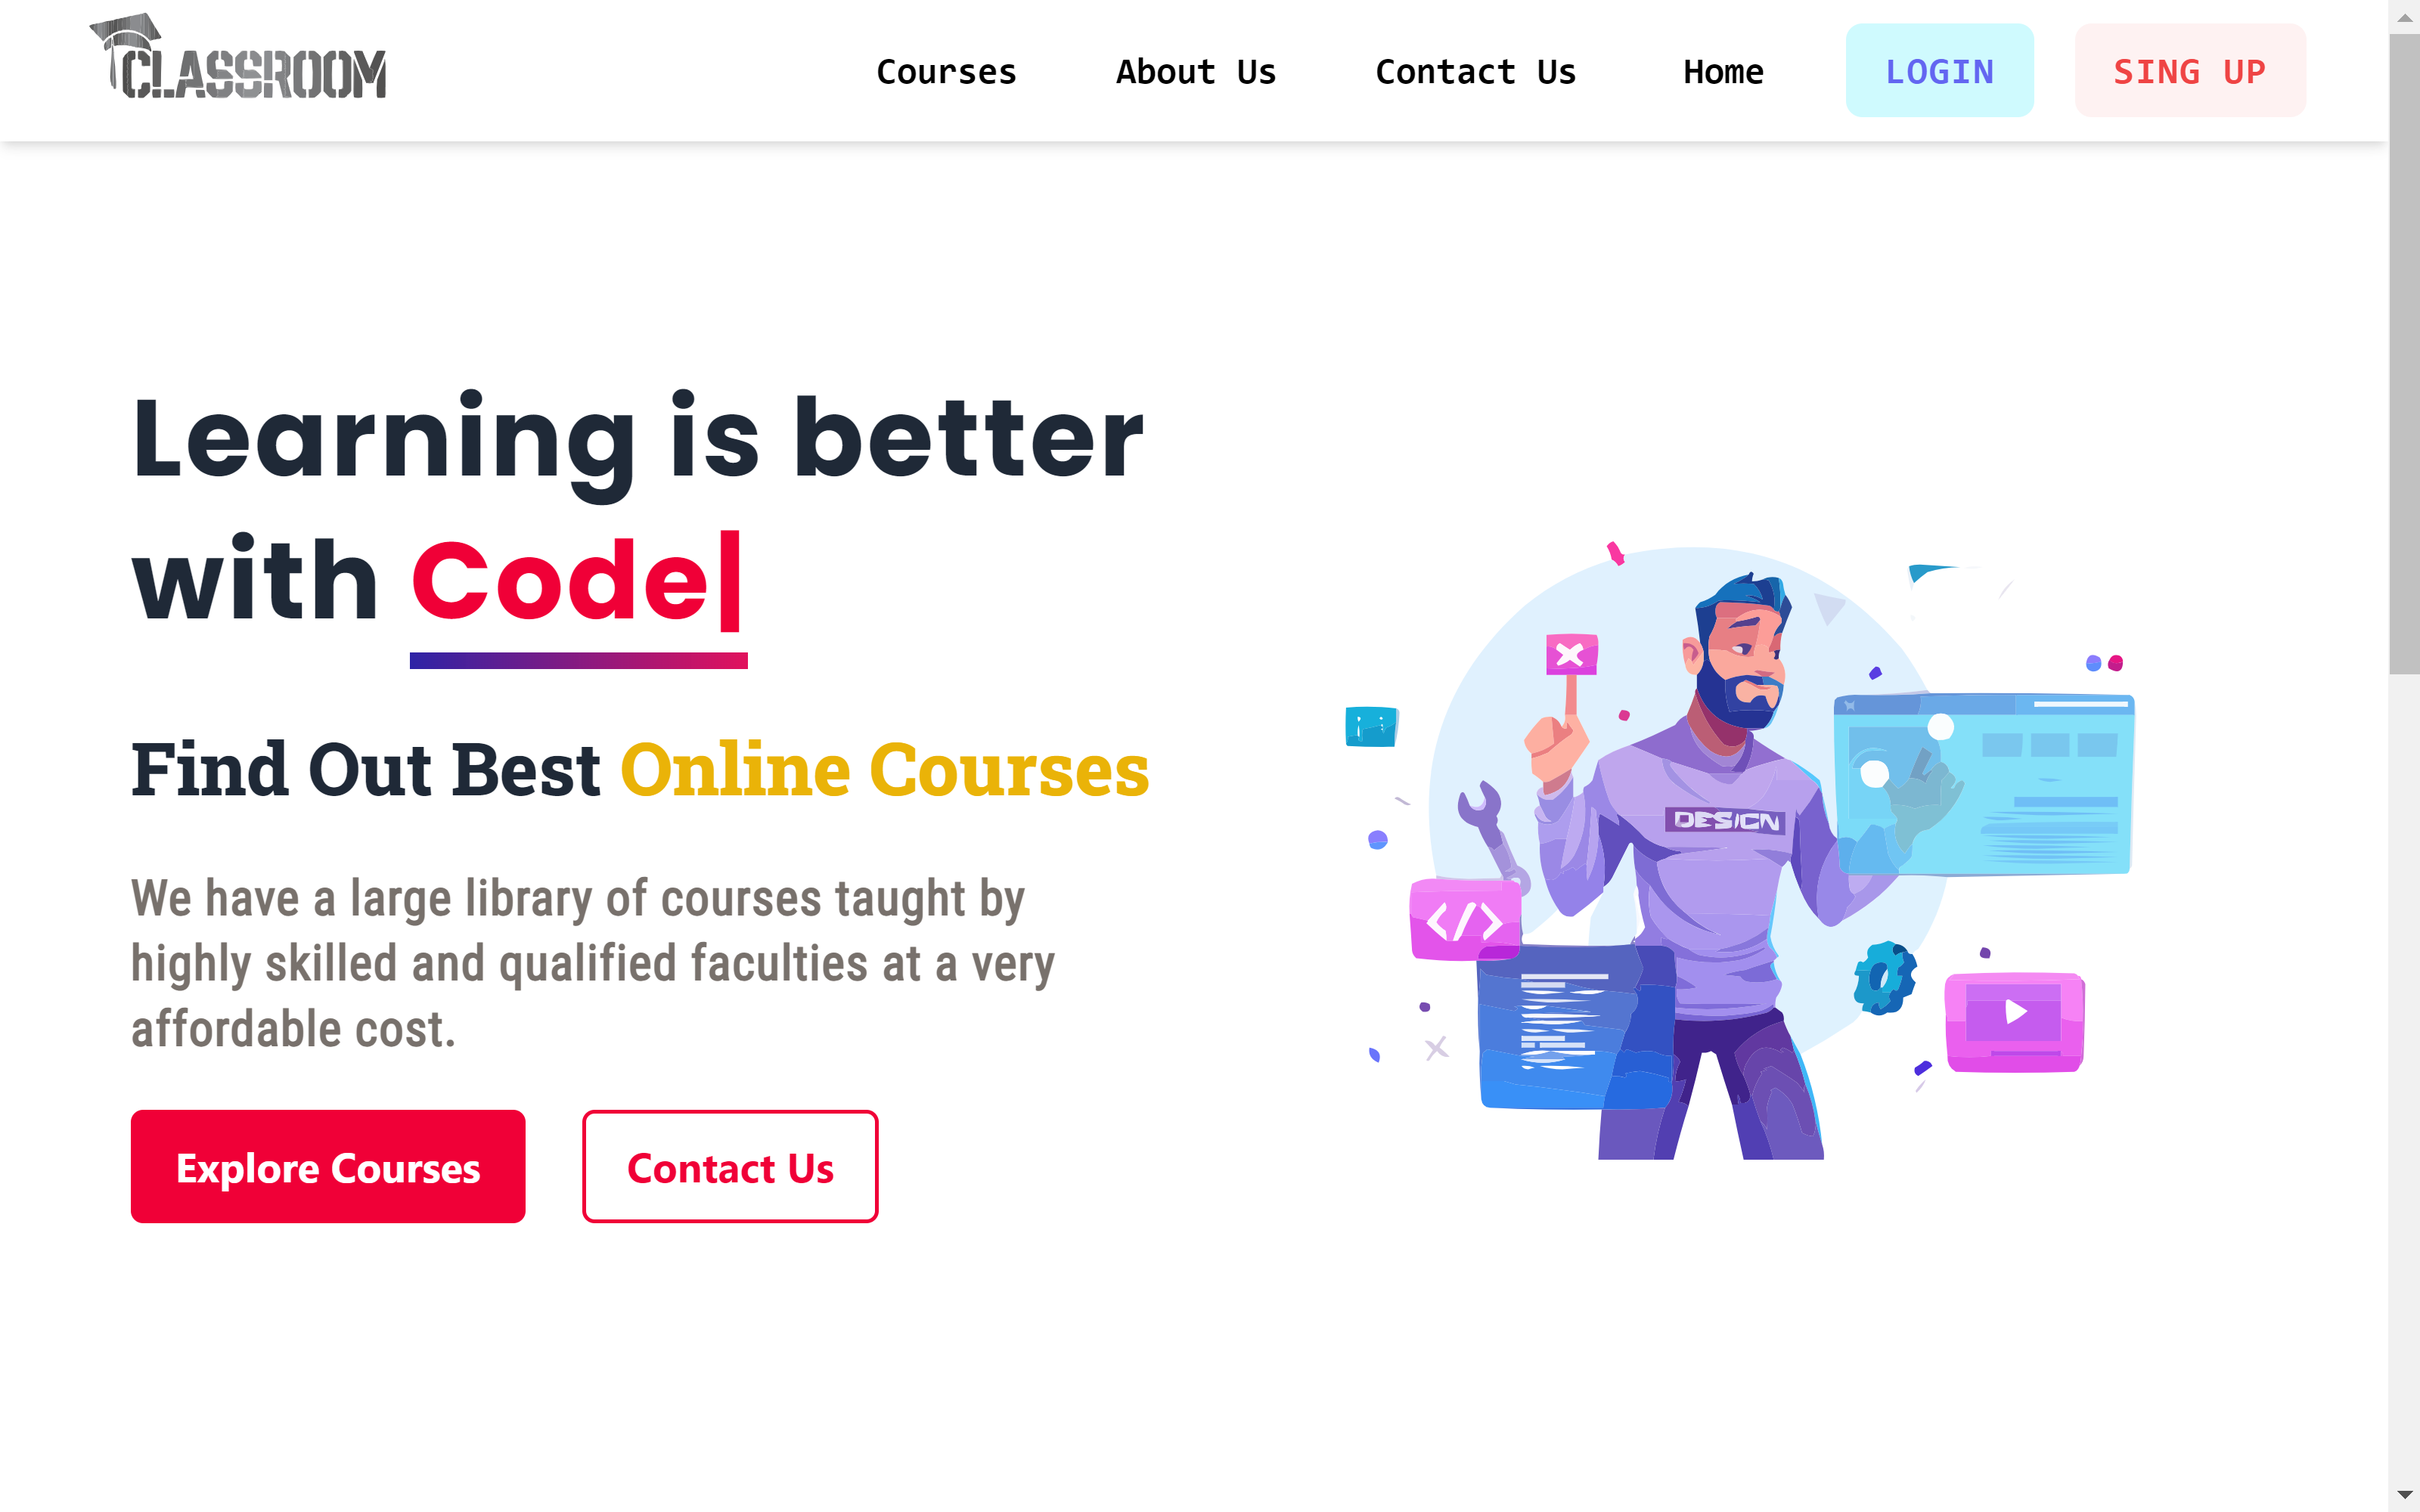 CLASSROOM
Courses About Us Contact Us Home LOGIN SING UP
Learning is better
with Code|
Find Out Best Online Courses
We have a large library of courses taught by
highly skilled and qualified faculties at a very
affordable cost.
Explore Courses Contact Us
DESIGN
</>